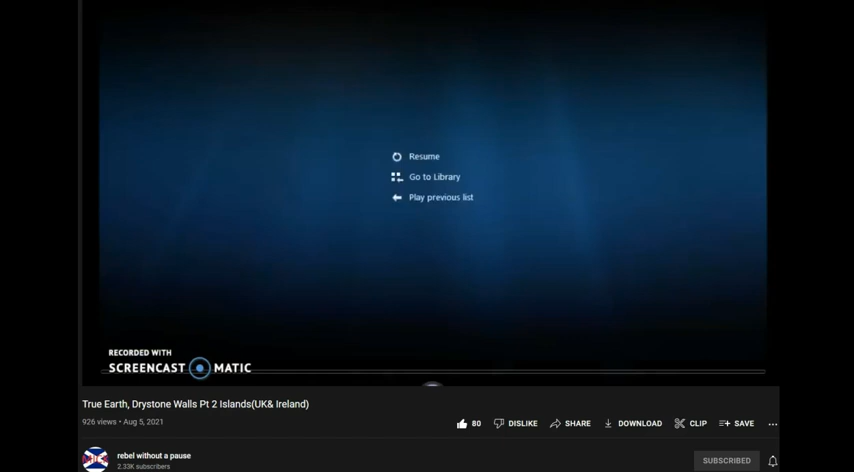 Resume
Go to Library
Play previous list
RECORDED WITH
SCREENCAST MATIC
True Earth, Drystone Walls Pt 2 Islands(UK& Ireland)
926 views • Aug 5, 2021
80 DISLIKE SHARE DOWNLOAD CLIP SAVE ...
rebel without a pause
2.33K subscribers
SUBSCRIBED